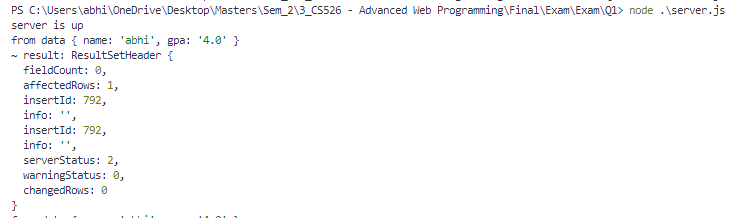 PS C:\Users\abhi\OneDrive\Desktop\Masters\Sem_2\3_CS526 - Advanced Web Programming\Final\Exam\Exam\Q1> node .\server.js
server is up
from data { name: 'abhi', gpa: '4.0' }
~ result: ResultSetHeader {
  fieldCount: 0,
  affectedRows: 1,
  insertId: 792,
  info: '',
  insertId: 792,
  info: '',
  serverStatus: 2,
  warningStatus: 0,
  changedRows: 0
}